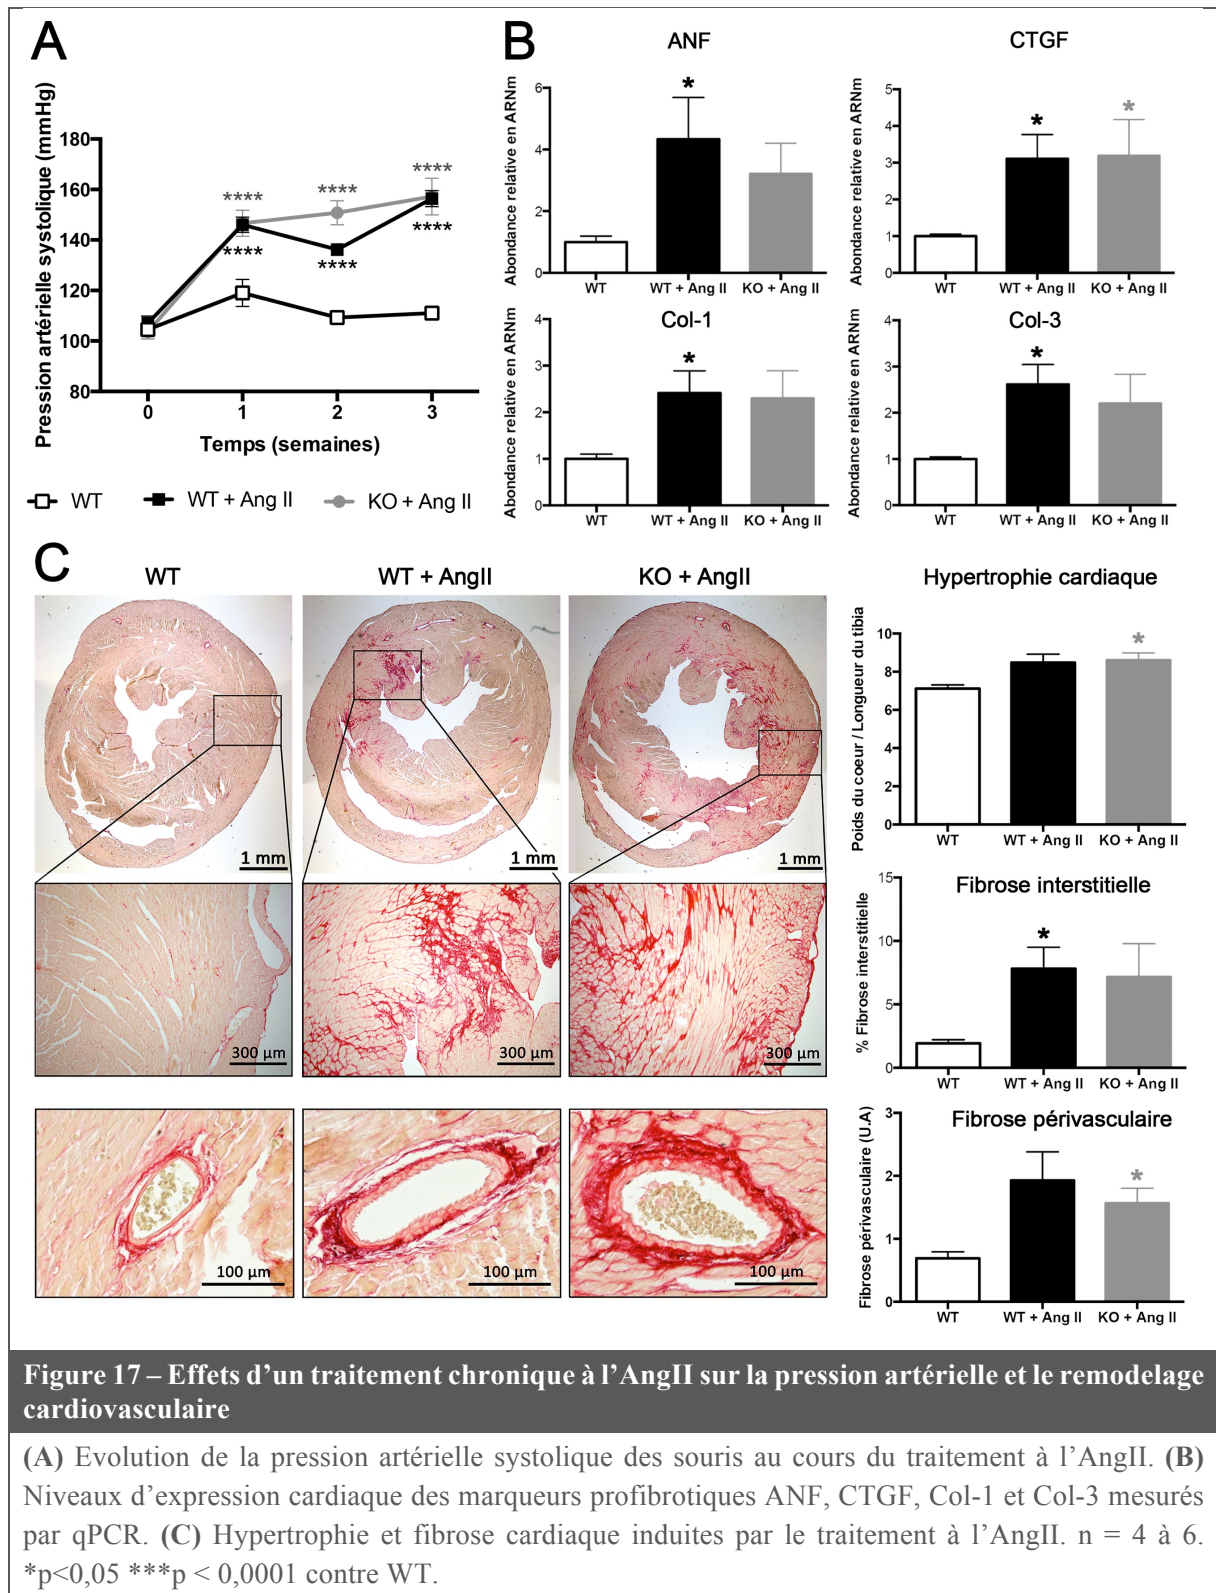 A
Pression artérielle systolique (mmHg)
180
160
140
120
100
80
**** **** ****
**** **** ****
0 1 2 3
Temps (semaines)
WT WT + Ang II KO + Ang II
B
ANF
Abondance relative en ARNm
6
4
2
0
*
WT WT + Ang II KO + Ang II
CTGF
Abondance relative en ARNm
5
4
3
2
1
0
* *
WT WT + Ang II KO + Ang II
Col-1
Abondance relative en ARNm
4
3
2
1
0
*
WT WT + Ang II KO + Ang II
Col-3
Abondance relative en ARNm
4
3
2
1
0
*
WT WT + Ang II KO + Ang II
C
WT WT + AngII KO + AngII
1 mm 1 mm 1 mm
300 µm 300 µm 300 µm
100 µm 100 µm 100 µm
Hypertrophie cardiaque
Poids du coeur / Longueur du tibia
10
8
6
4
2
0
*
WT WT + Ang II KO + Ang II
Fibrose interstitielle
% Fibrose interstitielle
15
10
5
0
*
WT WT + Ang II KO + Ang II
Fibrose périvasculaire
Fibrose périvasculaire (U.A)
3
2
1
0
*
WT WT + Ang II KO + Ang II
Figure 17 – Effets d’un traitement chronique à l’AngII sur la pression artérielle et le remodelage
cardiovasculaire
(A) Evolution de la pression artérielle systolique des souris au cours du traitement à l’AngII. (B)
Niveaux d’expression cardiaque des marqueurs profibrotiques ANF, CTGF, Col-1 et Col-3 mesurés
par qPCR. (C) Hypertrophie et fibrose cardiaque induites par le traitement à l’AngII. n = 4 à 6.
*p<0,05 ***p < 0,0001 contre WT.